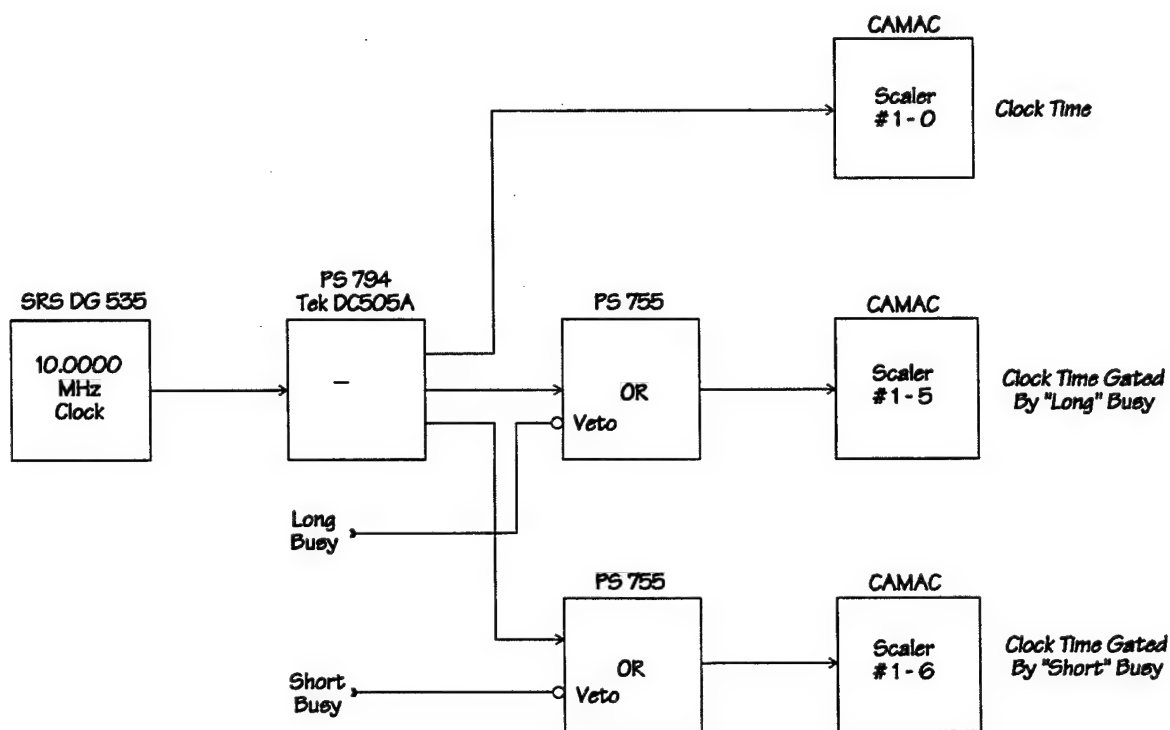 CAMAC
Scaler
#1-0
Clock Time
SRS DG 535
10.0000
MHz
Clock
PS 794
Tek DC505A
PS 755
OR
Veto
CAMAC
Scaler
#1-5
Clock Time Gated
By "Long" Busy
Long
Busy
PS 755
OR
Veto
CAMAC
Scaler
#1-6
Clock Time Gated
By "Short" Busy
Short
Busy